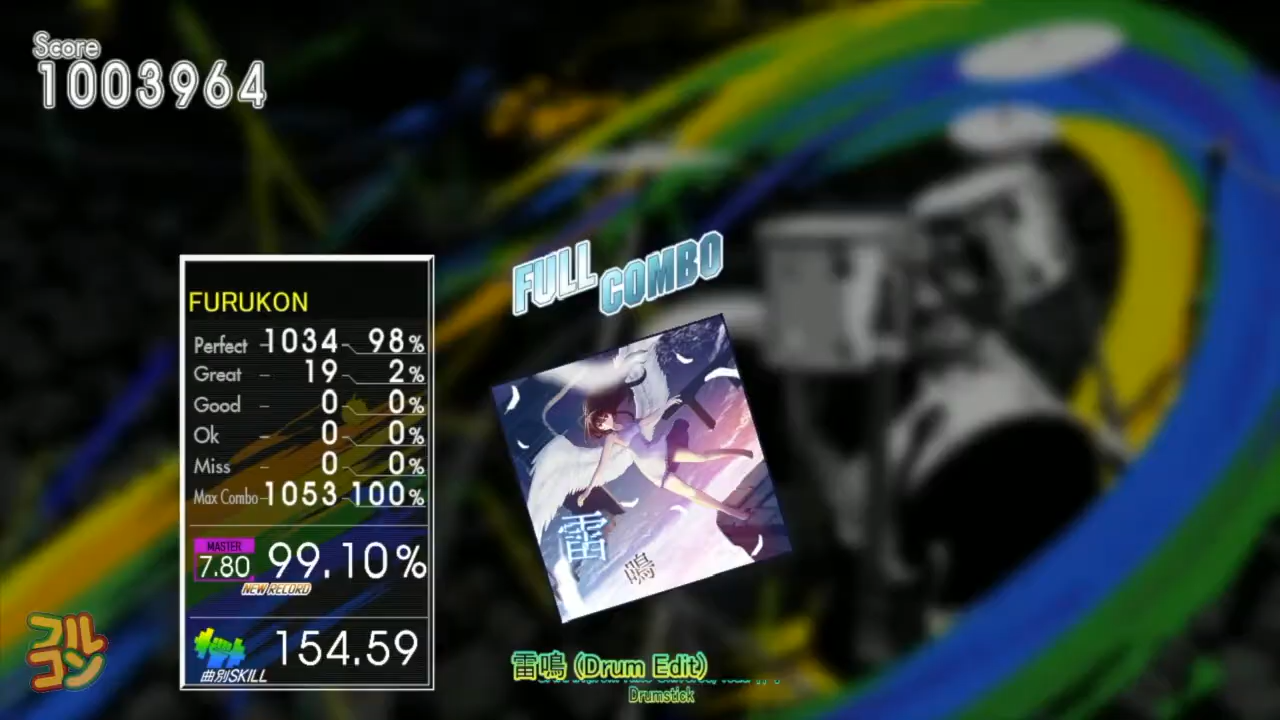 Score
1003964
FURUKON
Perfect 1034 98%
Great 19 2%
Good 0 0%
Ok 0 0%
Miss 0 0%
Max Combo 1053 100%
MASTER
7.80 99.10%
NEW RECORD
154.59
曲別SKILL
FULL COMBO
雷
鳴
雷鳴 (Drum Edit)
Drumstick
フルコン